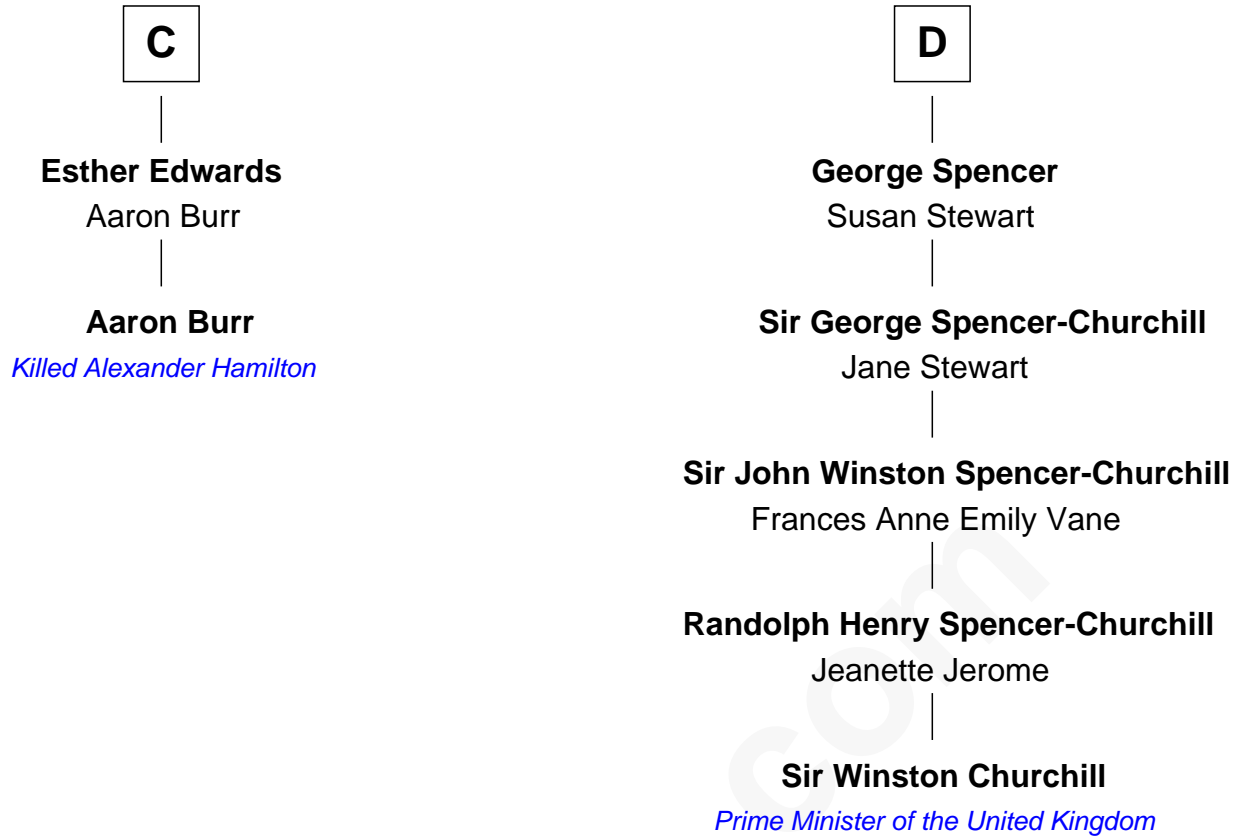 C
Esther Edwards
Aaron Burr
Aaron Burr
Killed Alexander Hamilton
D
George Spencer
Susan Stewart
Sir George Spencer-Churchill
Jane Stewart
Sir John Winston Spencer-Churchill
Frances Anne Emily Vane
Randolph Henry Spencer-Churchill
Jeanette Jerome
Sir Winston Churchill
Prime Minister of the United Kingdom
com